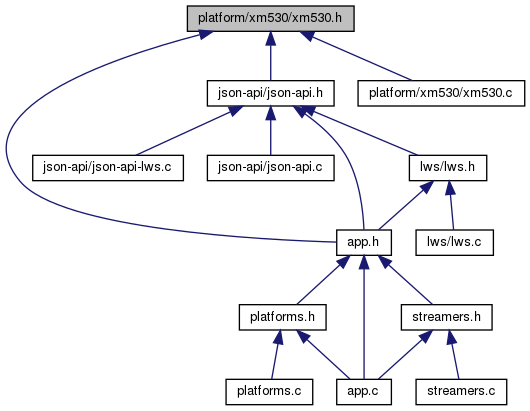 platform/xm530/xm530.h
json-api/json-api.h
platform/xm530/xm530.c
json-api/json-api-lws.c
json-api/json-api.c
lws/lws.h
app.h
lws/lws.c
platforms.h
streamers.h
platforms.c
app.c
streamers.c